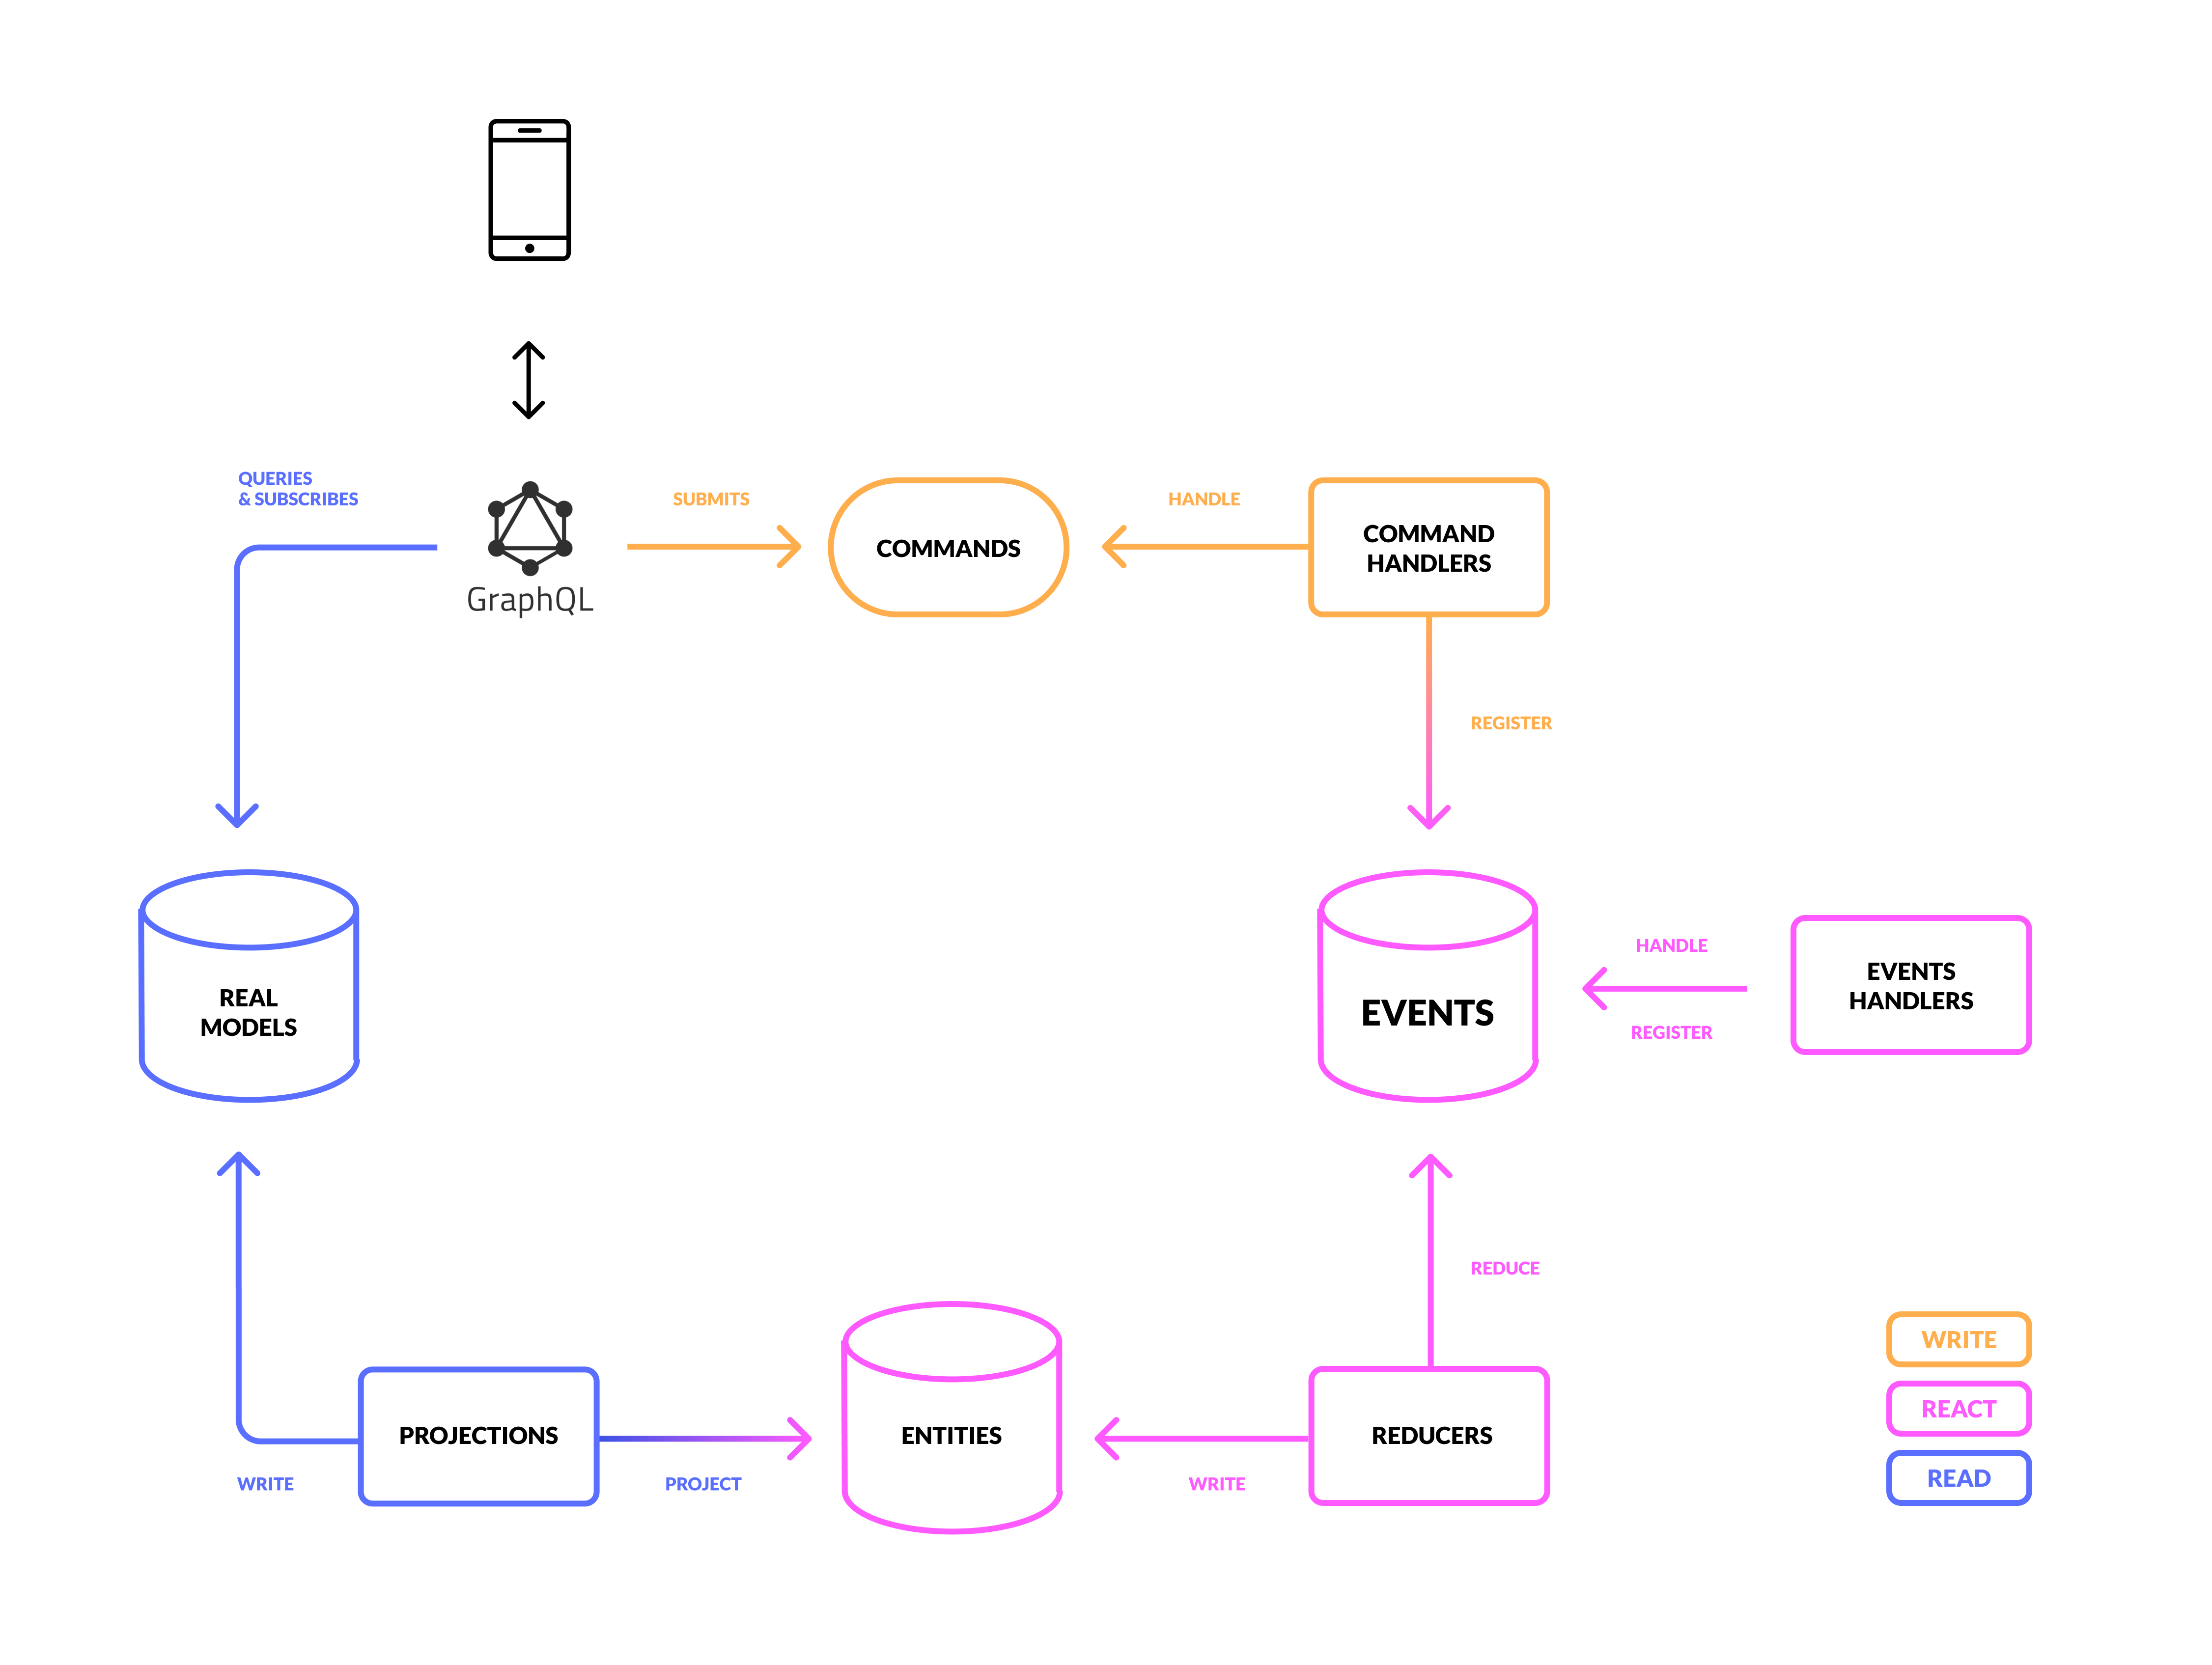 QUERIES
& SUBSCRIBES
GraphQL
SUBMITS
COMMANDS
HANDLE
COMMAND
HANDLERS
REGISTER
REAL
MODELS
EVENTS
HANDLE
REGISTER
EVENTS
HANDLERS
REDUCE
WRITE
PROJECTIONS
PROJECT
ENTITIES
WRITE
REDUCERS
WRITE
REACT
READ